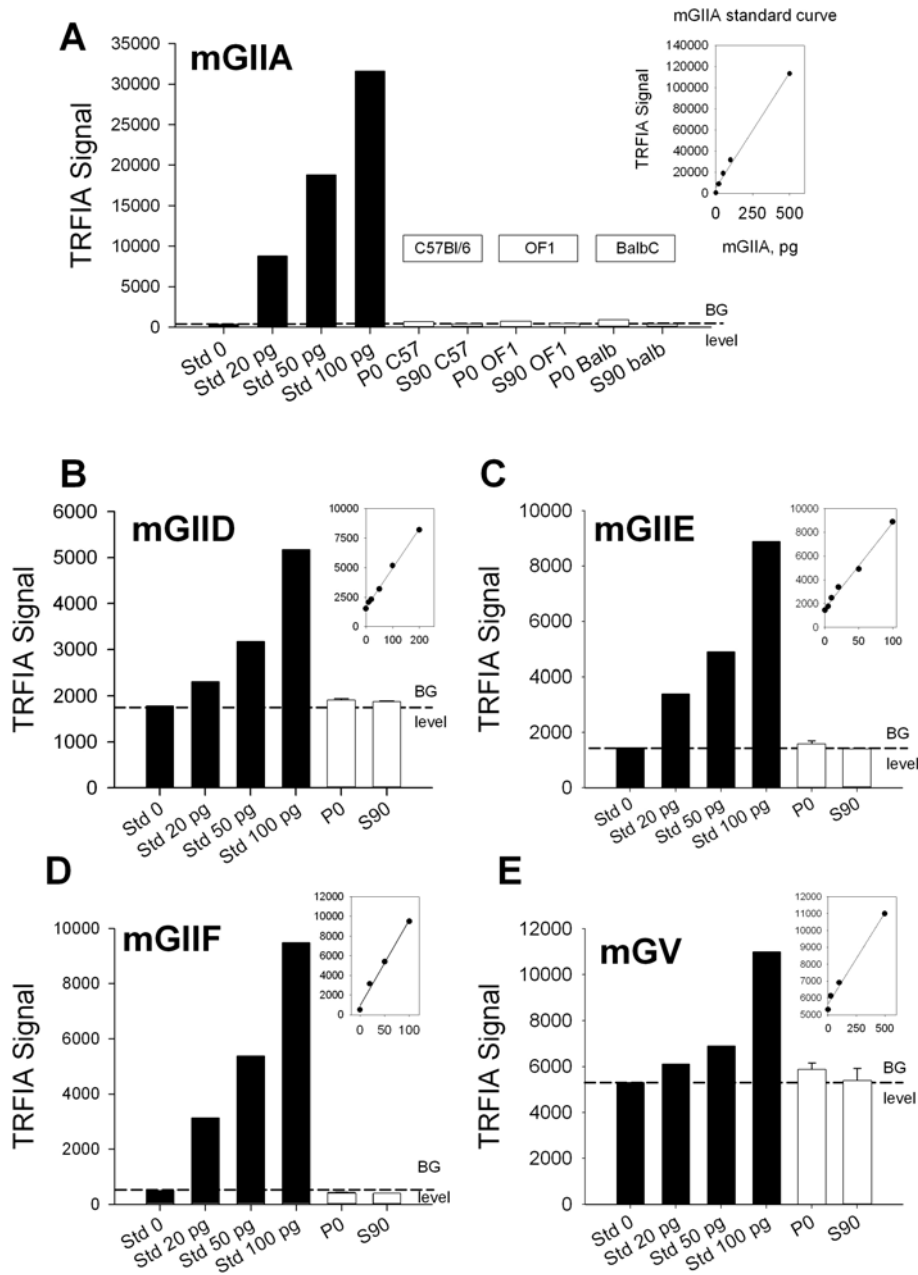 A
mGIIA
TRFIA Signal
35000
30000
25000
20000
15000
10000
5000
0
C57Bl/6
OF1
BalbC
BG
level
Std 0
Std 20 pg
Std 50 pg
Std 100 pg
P0 C57
S90 C57
P0 OF1
S90 OF1
P0 Balb
S90 balb
mGIIA standard curve
TRFIA Signal
140000
120000
100000
80000
60000
40000
20000
0
0 500
mGIIA, pg
B
mGIID
TRFIA Signal
6000
5000
4000
3000
2000
1000
0
10000
7500
5000
2500
0
0 100 200
BG
level
Std 0
Std 20 pg
Std 50 pg
Std 100 pg
P0
S90
C
mGIIE
TRFIA Signal
10000
8000
6000
4000
2000
0
10000
8000
6000
4000
2000
0
0 50 100
BG
level
Std 0
Std 20 pg
Std 50 pg
Std 100 pg
P0
S90
D
mGIIF
TRFIA Signal
10000
8000
6000
4000
2000
0
12000
10000
8000
6000
4000
2000
0
0 50 100
BG
level
Std 0
Std 20 pg
Std 50 pg
Std 100 pg
P0
S90
E
mGV
TRFIA Signal
12000
10000
8000
6000
4000
2000
0
12000
11000
10000
9000
8000
7000
6000
5000
0 250 500
BG
level
Std 0
Std 20 pg
Std 50 pg
Std 100 pg
P0
S90